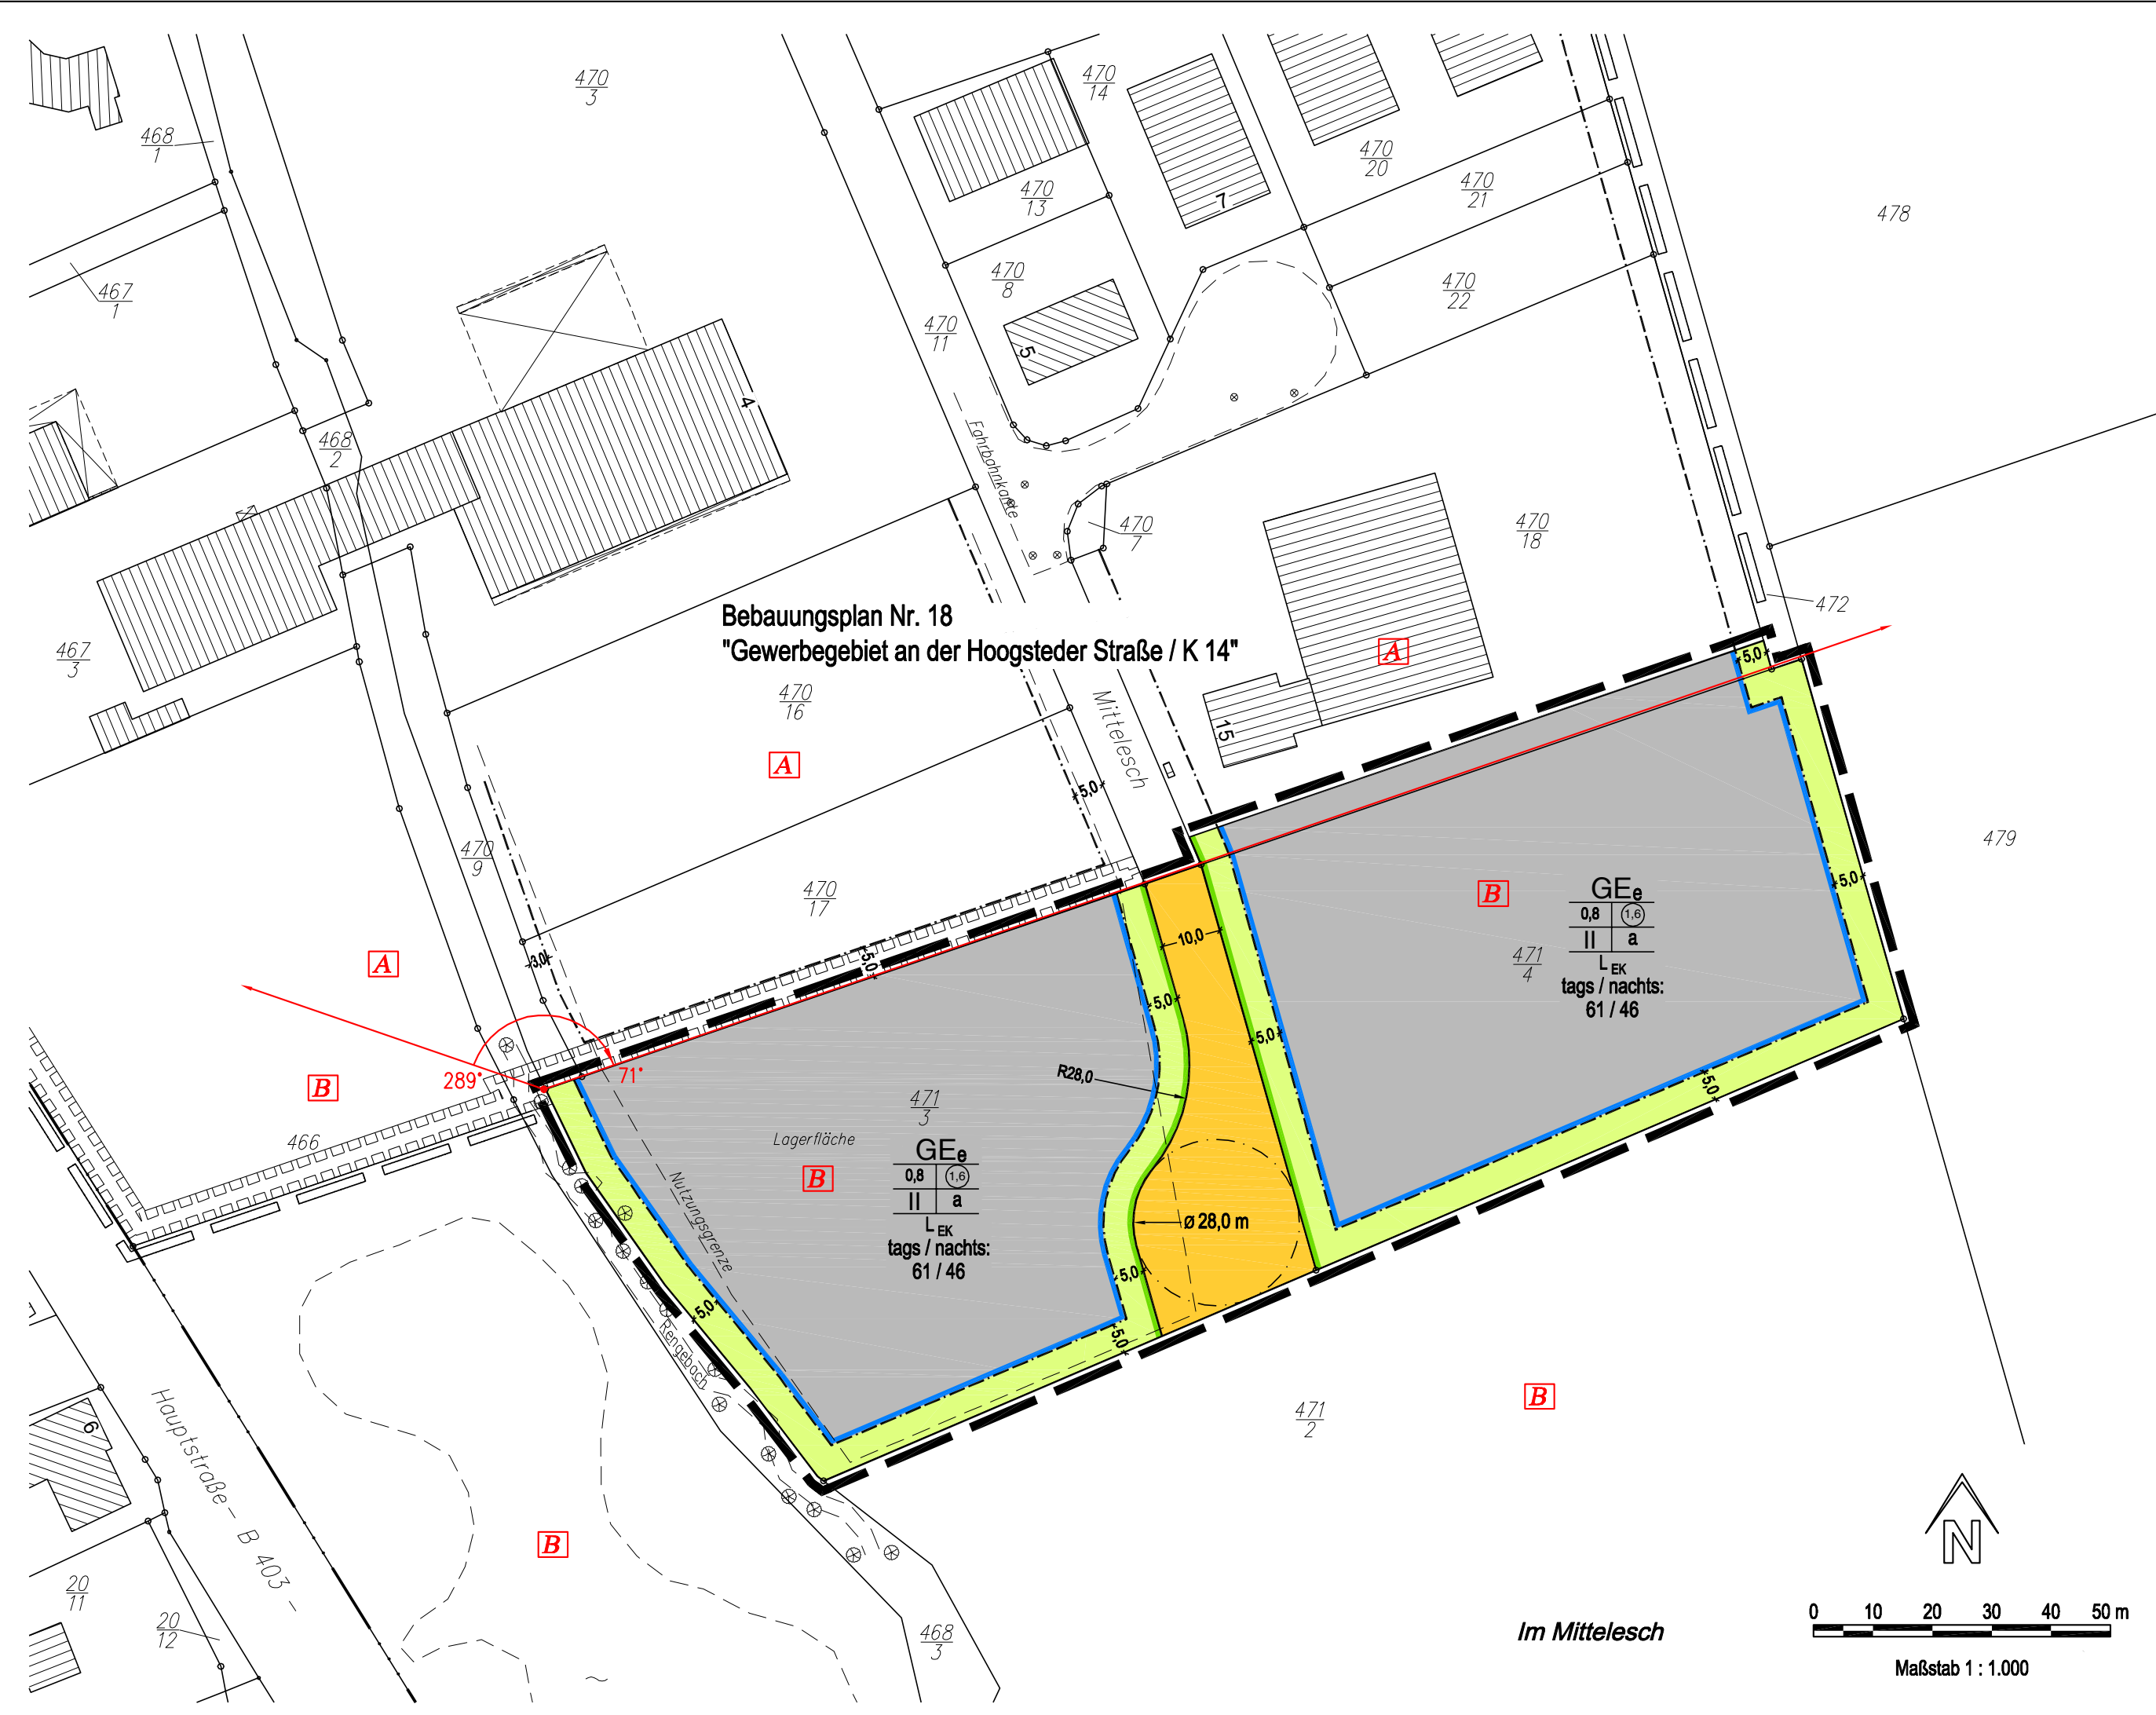 470
3
470
14
468
1
470
20
470
13
470
21
7
478
467
1
470
8
470
22
470
11
5
4
468
2
Fahrbahnkante
470
7
470
18
472
Bebauungsplan Nr. 18
"Gewerbegebiet an der Hoogsteder Straße / K 14"
467
3
A
5,0
470
16
Mittelesch
15
A
5,0
470
9
470
17
479
GEe
0,8
1,6
II
a
LEK
tags / nachts:
61 / 46
B
5,0
10,0
471
4
A
3,0
5,0
5,0
5,0
289°
71°
R28,0
B
5,0
466
471
3
Lagerfläche
GEe
0,8
1,6
II
a
LEK
tags / nachts:
61 / 46
B
Nutzungsgrenze
ø 28,0 m
5,0
5,0
5,0
Rengebach
B
471
2
6
Hauptstraße - B 403 -
B
N
20
11
20
12
468
3
Im Mittelesch
0 10 20 30 40 50 m
Maßstab 1 : 1.000